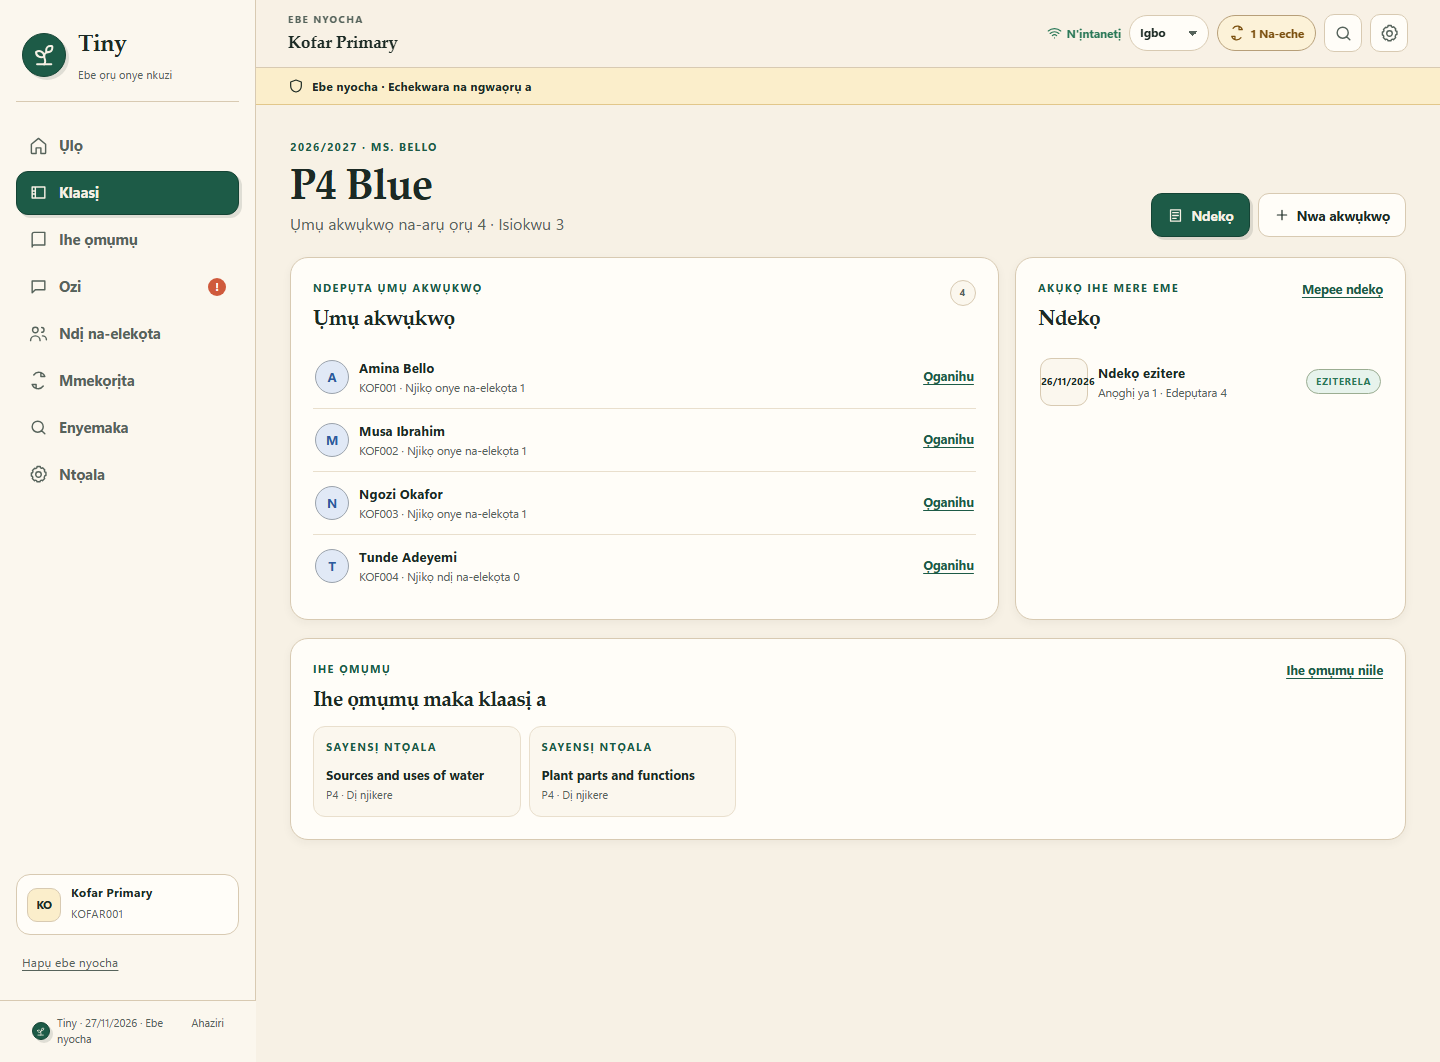 Tiny
Ebe ọrụ onye nkuzi
Ụlọ
Klaasị
Ihe ọmụmụ
Ozi
!
Ndị na-elekọta
Mmekọrịta
Enyemaka
Ntọala
KO
Kofar Primary
KOFAR001
Hapụ ebe nyocha
Tiny · 27/11/2026 · Ebe nyocha
Ahaziri
EBE NYOCHA
Kofar Primary
N'ịntanetị
Igbo
1 Na-eche
Ebe nyocha · Echekwara na ngwaọrụ a
2026/2027 · MS. BELLO
P4 Blue
Ụmụ akwụkwọ na-arụ ọrụ 4 · Isiokwu 3
Ndekọ
Nwa akwụkwọ
NDEPỤTA ỤMỤ AKWỤKWỌ
4
Ụmụ akwụkwọ
A
Amina Bello
KOF001 · Njikọ onye na-elekọta 1
Ọganihu
M
Musa Ibrahim
KOF002 · Njikọ onye na-elekọta 1
Ọganihu
N
Ngozi Okafor
KOF003 · Njikọ onye na-elekọta 1
Ọganihu
T
Tunde Adeyemi
KOF004 · Njikọ ndị na-elekọta 0
Ọganihu
AKỤKỌ IHE MERE EME
Mepee ndekọ
Ndekọ
26/11/2026
Ndekọ ezitere
Anọghị ya 1 · Edepụtara 4
EZITERELA
IHE ỌMỤMỤ
Ihe ọmụmụ niile
Ihe ọmụmụ maka klaasị a
SAYENSỊ NTỌALA
Sources and uses of water
P4 · Dị njikere
SAYENSỊ NTỌALA
Plant parts and functions
P4 · Dị njikere